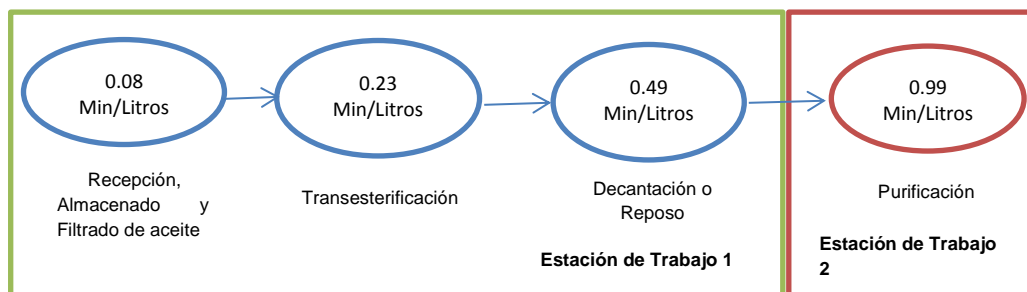 0.08
Min/Litros
0.23
Min/Litros
0.49
Min/Litros
0.99
Min/Litros
Recepción,
Almacenado y
Filtrado de aceite
Transesterificación
Decantación o
Reposo
Purificación
Estación de Trabajo 1
Estación de Trabajo
2